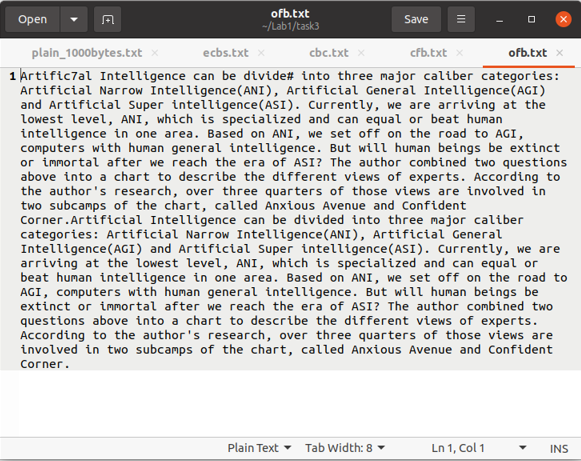 Open
ofb.txt
~/Lab1/task3
Save
plain_1000bytes.txt
ecbs.txt
cbc.txt
cfb.txt
ofb.txt
1 Artific7al Intelligence can be divide# into three major caliber categories:
Artificial Narrow Intelligence(ANI), Artificial General Intelligence(AGI)
and Artificial Super intelligence(ASI). Currently, we are arriving at the
lowest level, ANI, which is specialized and can equal or beat human
intelligence in one area. Based on ANI, we set off on the road to AGI,
computers with human general intelligence. But will human beings be extinct
or immortal after we reach the era of ASI? The author combined two questions
above into a chart to describe the different views of experts. According to
the author's research, over three quarters of those views are involved in
two subcamps of the chart, called Anxious Avenue and Confident
Corner.Artificial Intelligence can be divided into three major caliber
categories: Artificial Narrow Intelligence(ANI), Artificial General
Intelligence(AGI) and Artificial Super intelligence(ASI). Currently, we are
arriving at the lowest level, ANI, which is specialized and can equal or
beat human intelligence in one area. Based on ANI, we set off on the road to
AGI, computers with human general intelligence. But will human beings be
extinct or immortal after we reach the era of ASI? The author combined two
questions above into a chart to describe the different views of experts.
According to the author's research, over three quarters of those views are
involved in two subcamps of the chart, called Anxious Avenue and Confident
Corner.
Plain Text
Tab Width: 8
Ln 1, Col 1
INS